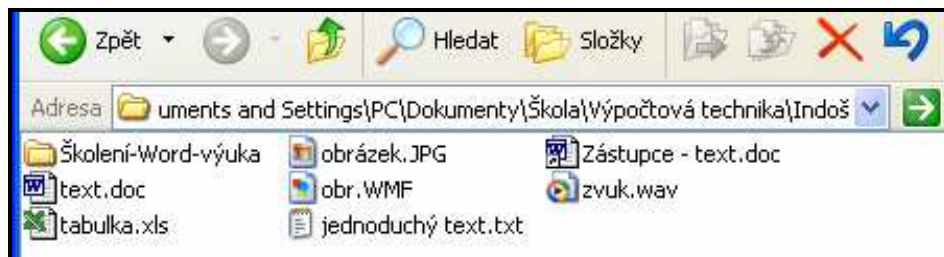 Zpět Hledat Složky
Adresa uments and Settings\PC\Dokumenty\Škola\Výpočtová technika\Indoš
Školení-Word-výuka obrázek.JPG Zástupce - text.doc
text.doc obr.WMF zvuk.wav
tabulka.xls jednoduchý text.txt